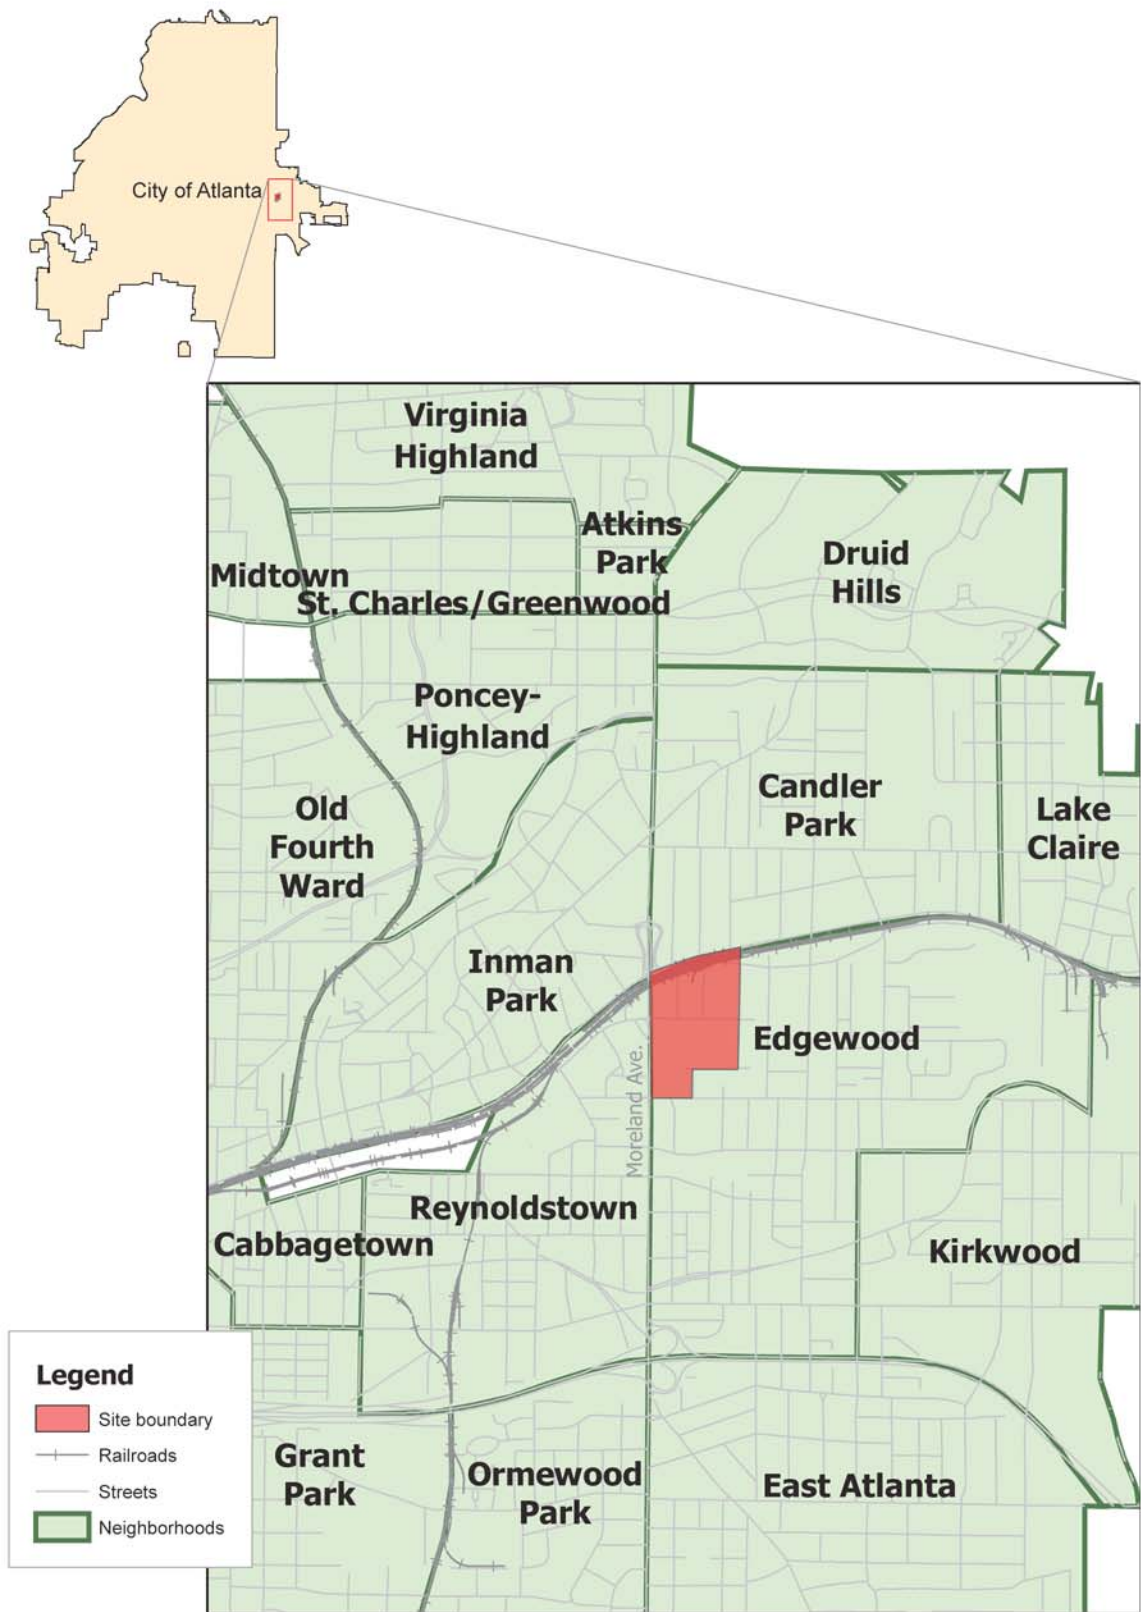 City of Atlanta
Virginia
Highland
Atkins
Park
Druid
Hills
Midtown
St. Charles/Greenwood
Poncey-
Highland
Candler
Park
Old
Fourth
Ward
Lake
Claire
Inman
Park
Edgewood
Moreland Ave.
Reynoldstown
Cabbagetown
Kirkwood
Legend
Site boundary
Railroads
Streets
Neighborhoods
Grant
Park
Ormewood
Park
East Atlanta